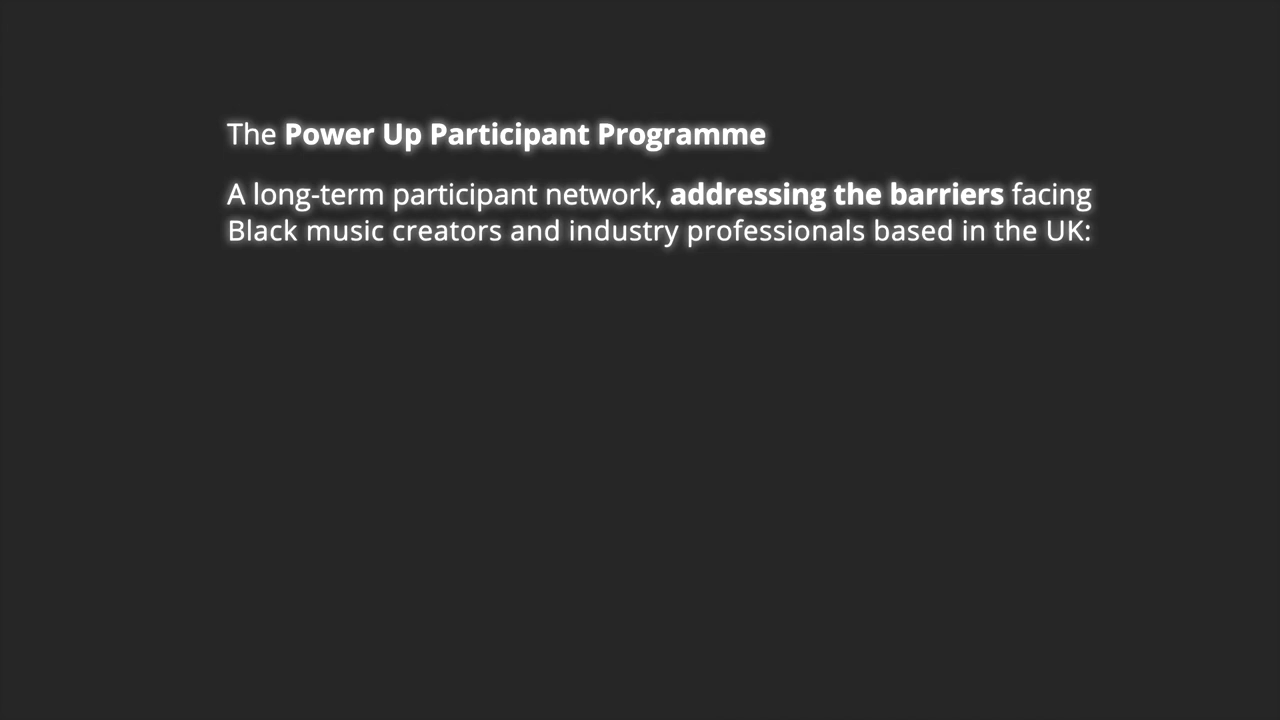 The Power Up Participant Programme
A long-term participant network, addressing the barriers facing
Black music creators and industry professionals based in the UK: